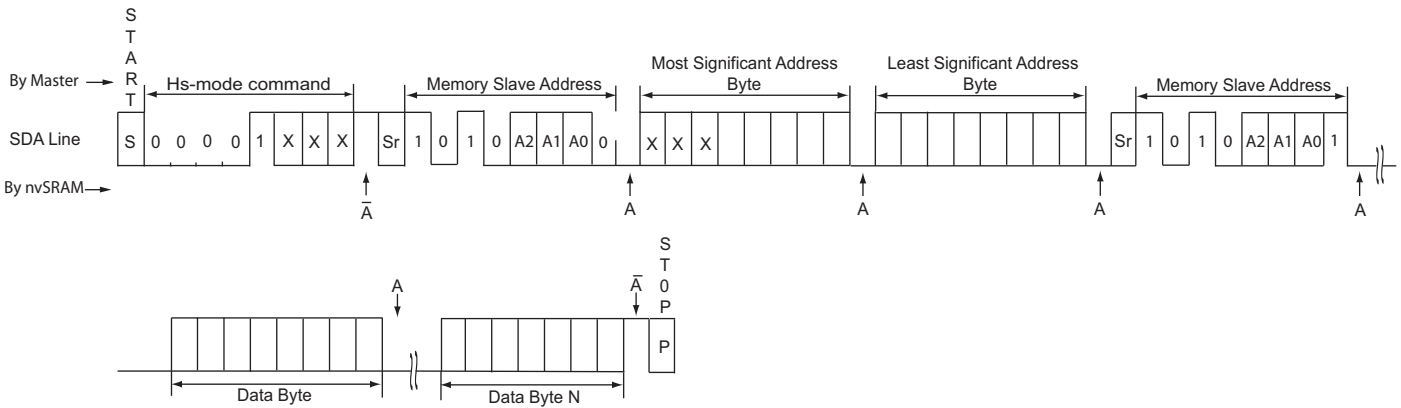 START
By Master
Hs-mode command
Memory Slave Address
Most Significant Address
Byte
Least Significant Address
Byte
Memory Slave Address
SDA Line
S 0 0 0 0 1 X X X Sr 1 0 1 0 A2 A1 A0 0 X X X Sr 1 0 1 0 A2 A1 A0 1
By nvSRAM
A̅ A A A A
A A̅
ST0P
P
Data Byte
Data Byte N